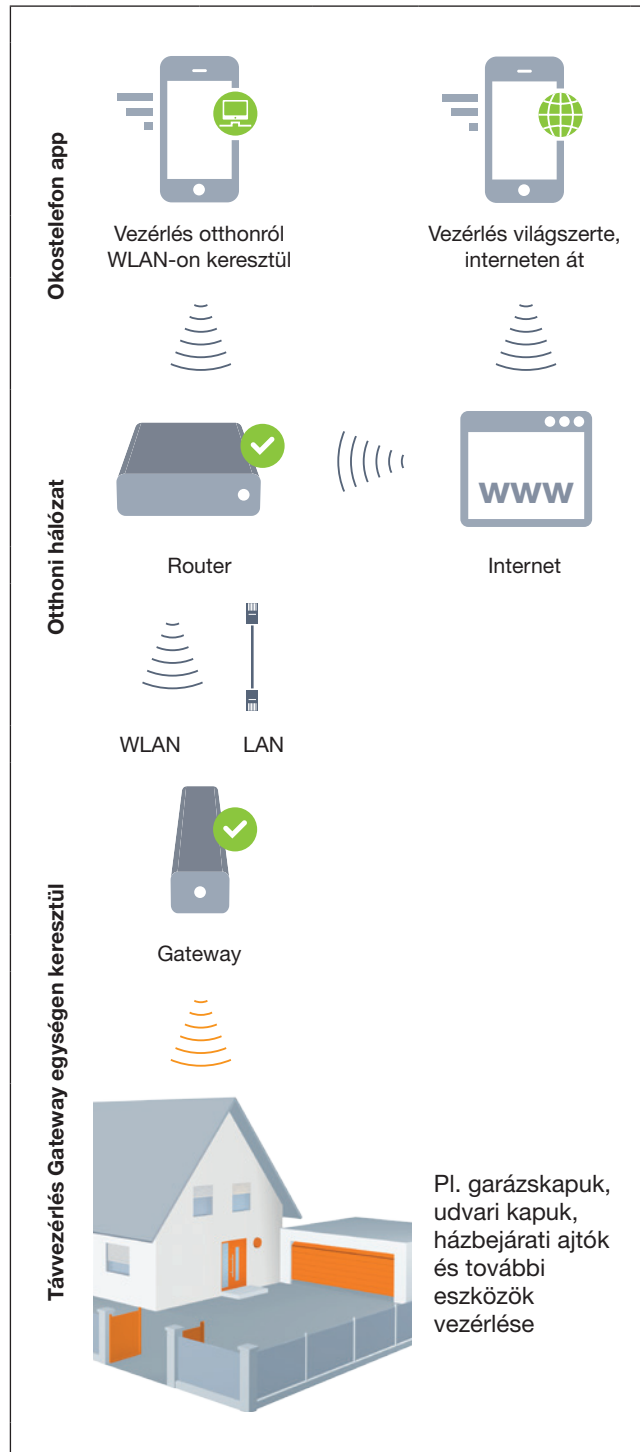 Okostelefon app
Vezérlés otthonról
WLAN-on keresztül
Vezérlés világszerte,
interneten át
Otthoni hálózat
www
Router
Internet
WLAN
LAN
Távvezérlés Gateway egységen keresztül
Gateway
Pl. garázskapuk,
udvari kapuk,
házbejárati ajtók
és további
eszközök
vezérlése